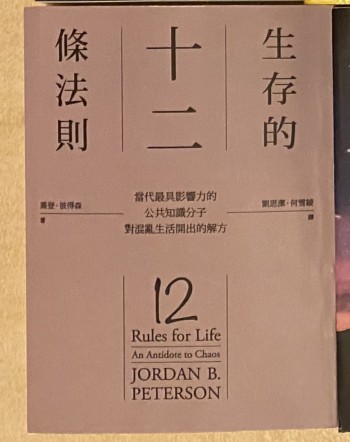 生存的
十二
條法則
當代最具影響力的
公共知識分子
對混亂生活開出的解方
喬登·彼得森
著
劉思潔·何雪綾
譯
12
Rules for Life
An Antidote to Chaos
JORDAN B.
PETERSON